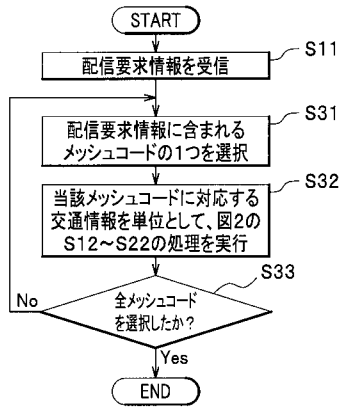 START
配信要求情報を受信
S11
配信要求情報に含まれる
メッシュコードの1つを選択
S31
当該メッシュコードに対応する
交通情報を単位として、図2の
S12～S22の処理を実行
S32
全メッシュコード
を選択したか？
S33
No
Yes
END